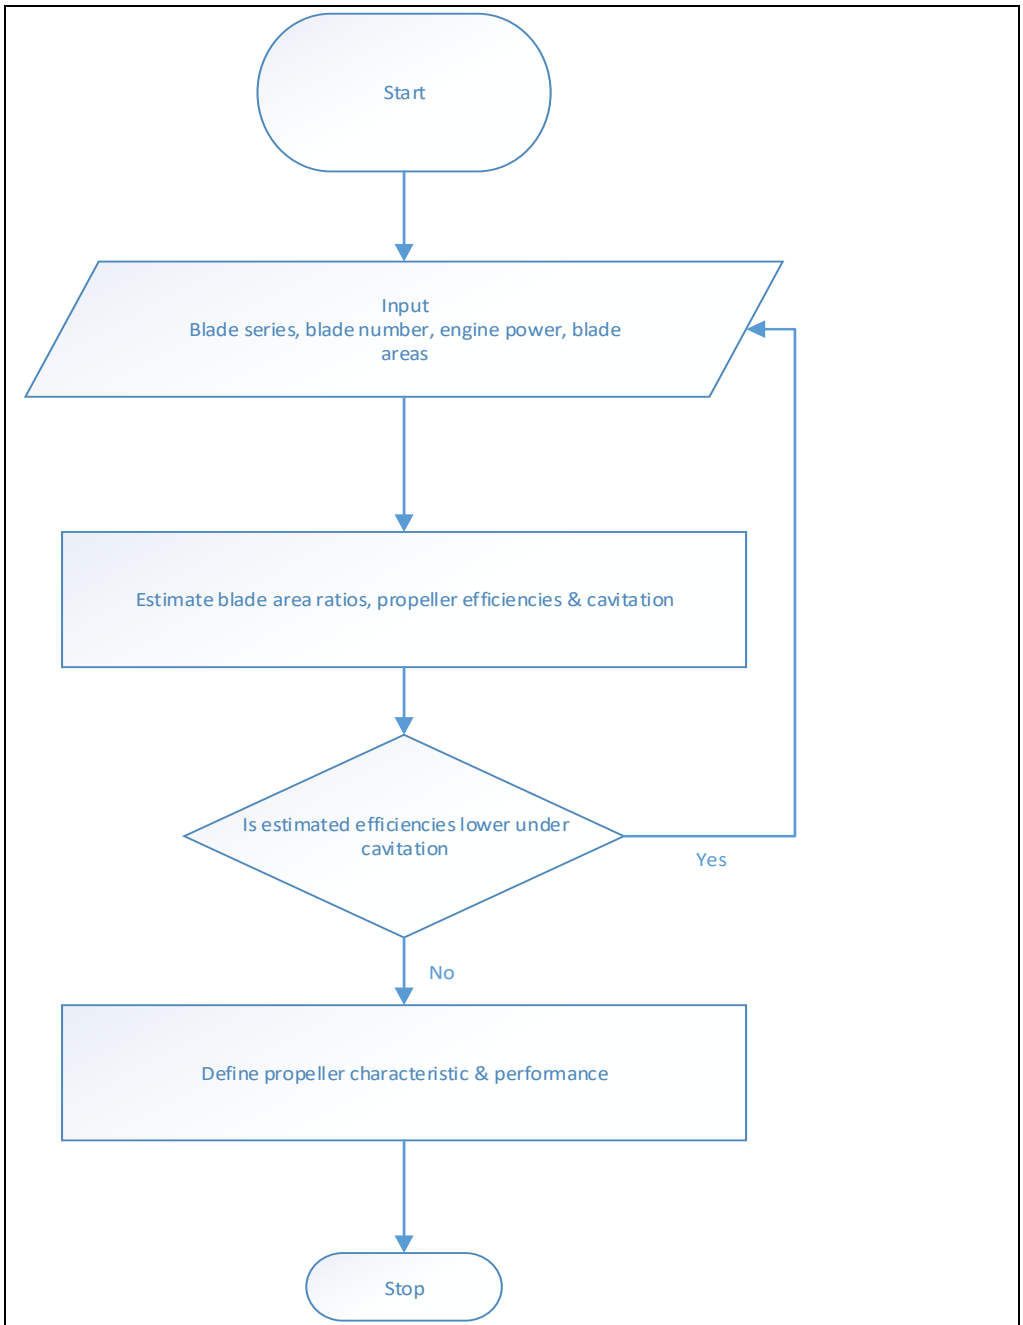 Start
Input
Blade series, blade number, engine power, blade
areas
Estimate blade area ratios, propeller efficiencies & cavitation
Is estimated efficiencies lower under
cavitation
Yes
No
Define propeller characteristic & performance
Stop